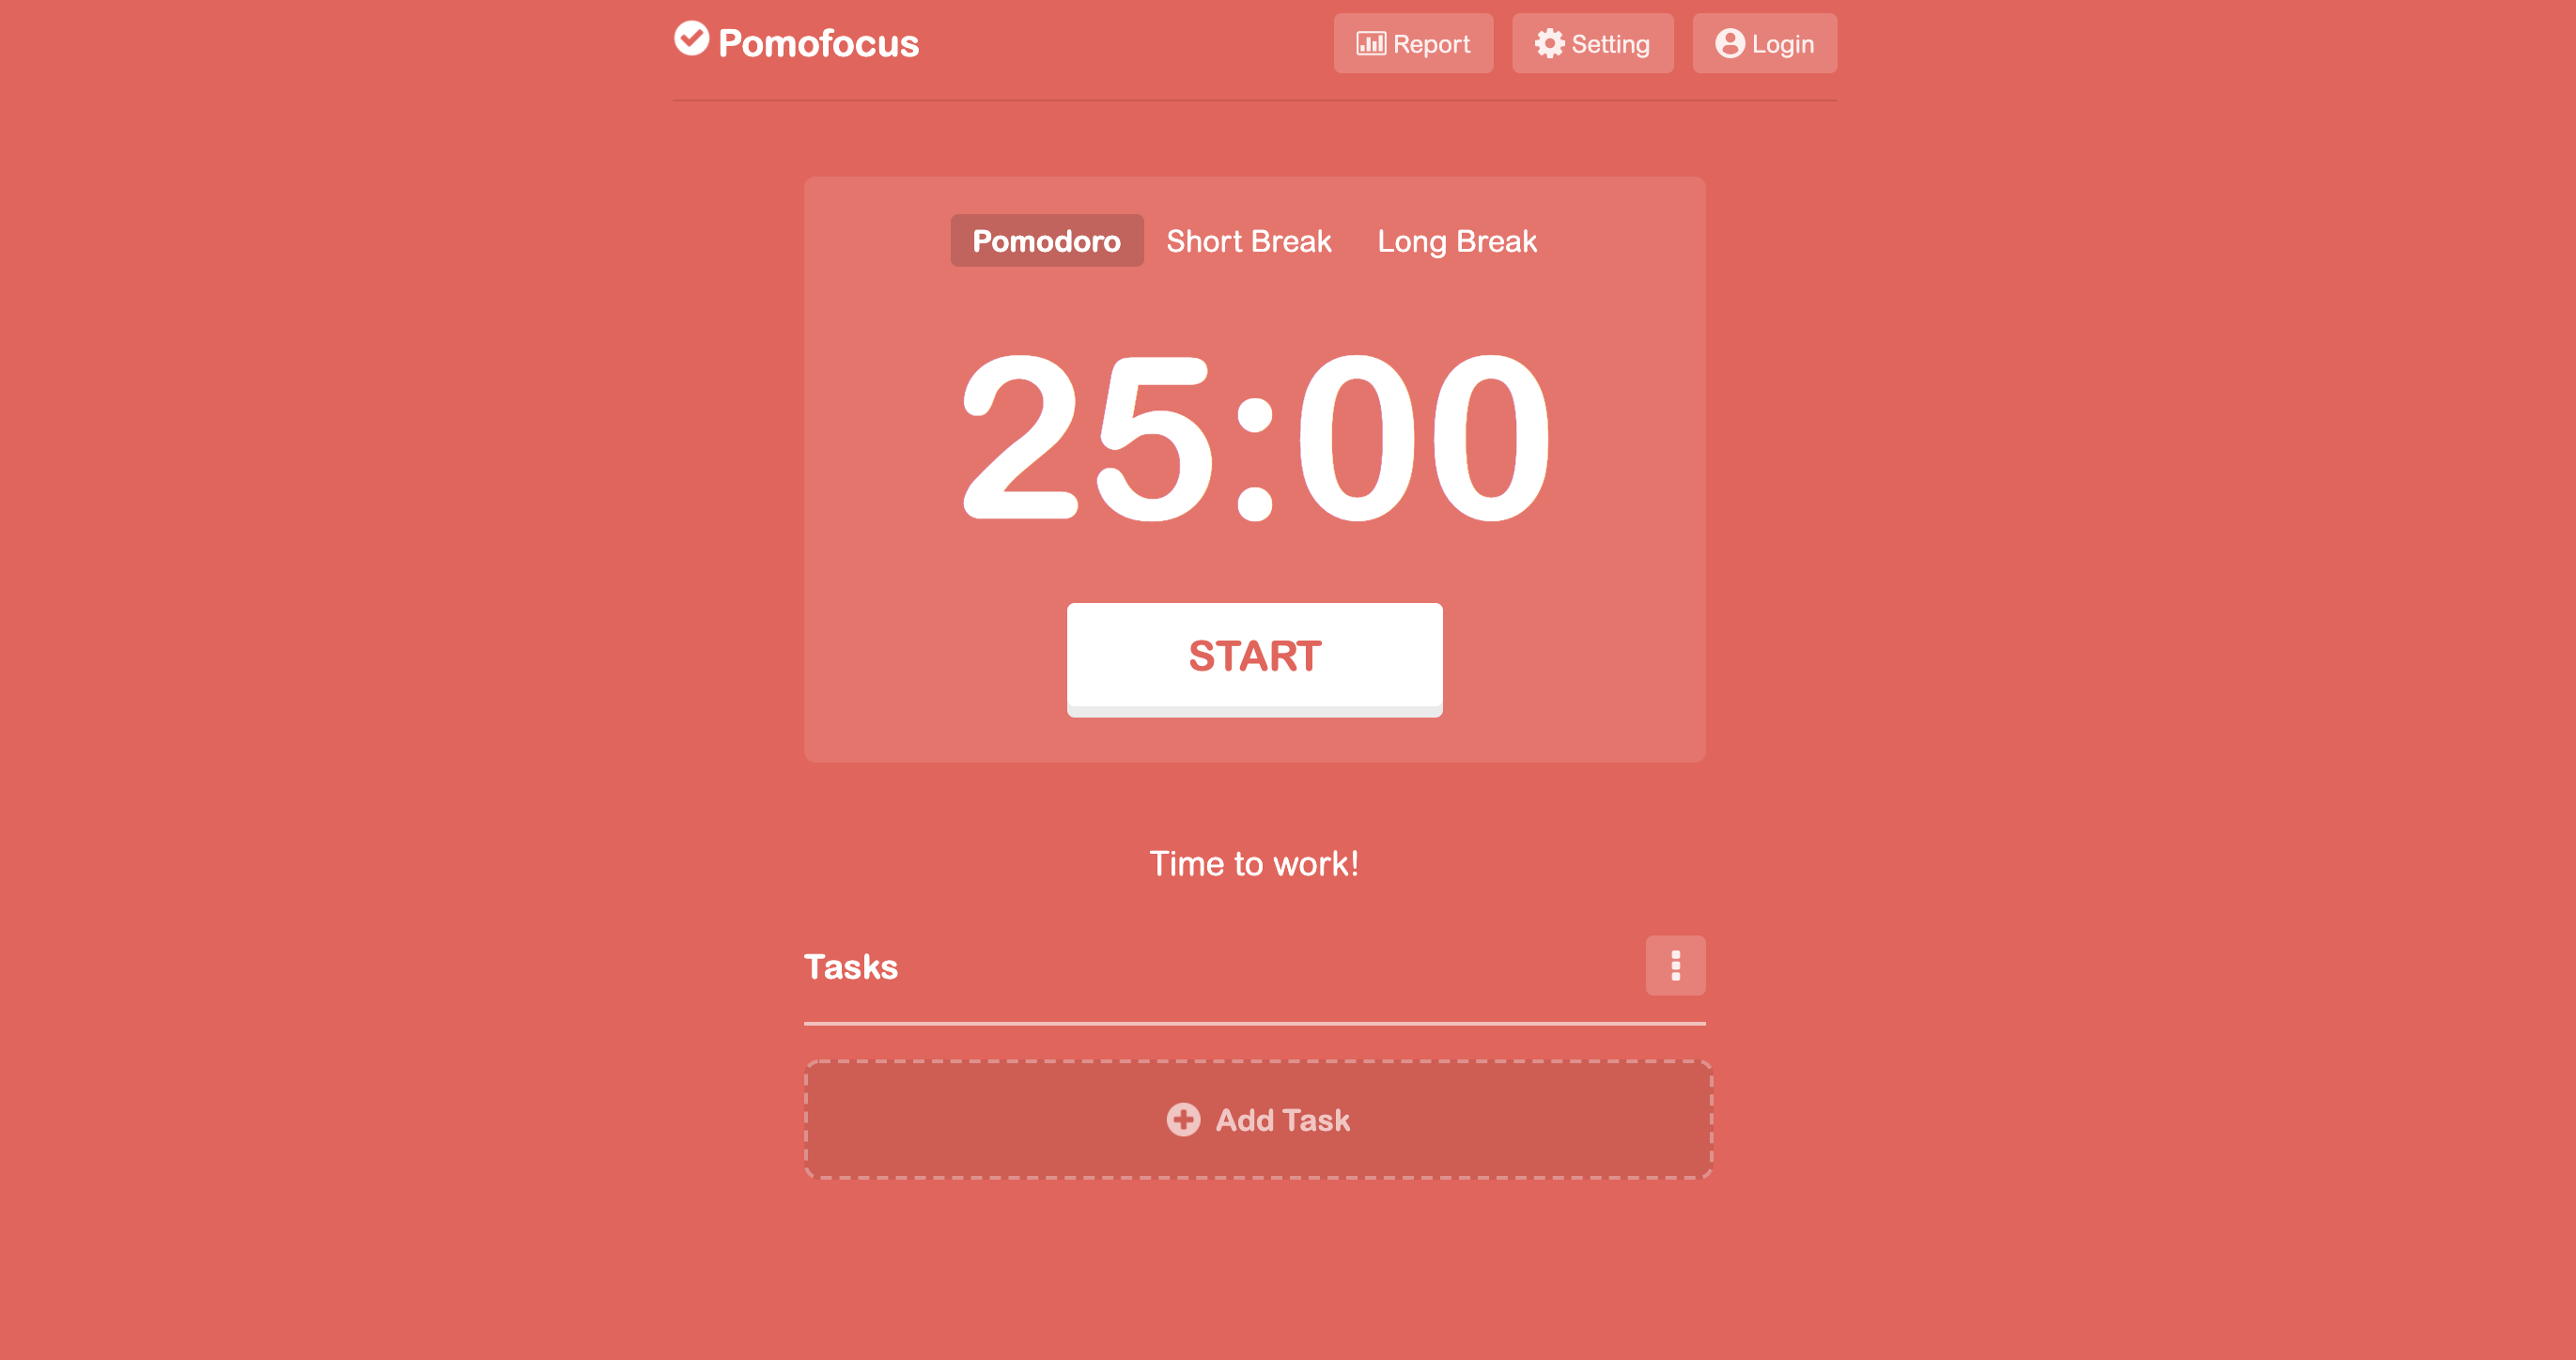 Pomofocus
Report
Setting
Login
Pomodoro
Short Break
Long Break
25:00
START
Time to work!
Tasks
Add Task